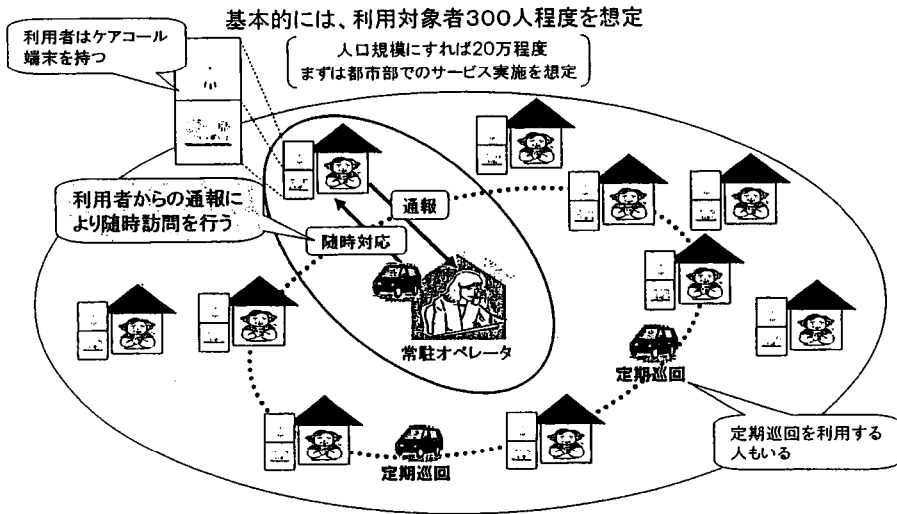 基本的には、利用対象者300人程度を想定
人口規模にすれば20万程度
まずは都市部でのサービス実施を想定
利用者はケアコール
端末を持つ
利用者からの通報に
より随時訪問を行う
通報
随時対応
常駐オペレータ
定期巡回
定期巡回
定期巡回を利用する
人もいる